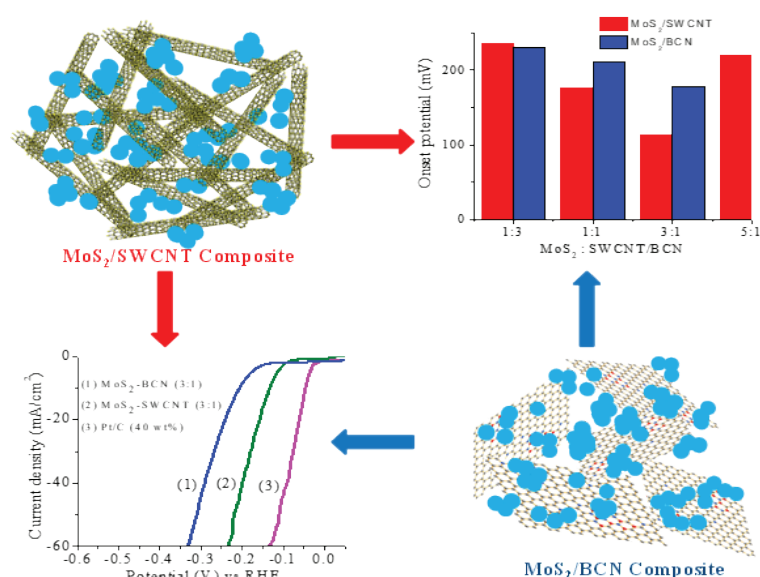 MoS2/SWCNT
MoS2/BCN
Onset potential (mV)
200
100
0
1:3 1:1 3:1 5:1
MoS2 : SWCNT/BCN
MoS2/SWCNT Composite
Current density (mA/cm2)
0
-20
-40
-60
(1) MoS2-BCN (3:1)
(2) MoS2-SWCNT (3:1)
(3) Pt/C (40 wt%)
(1) (2) (3)
-0.6 -0.5 -0.4 -0.3 -0.2 -0.1 0.0
Potential (V) vs RHE
MoS2/BCN Composite